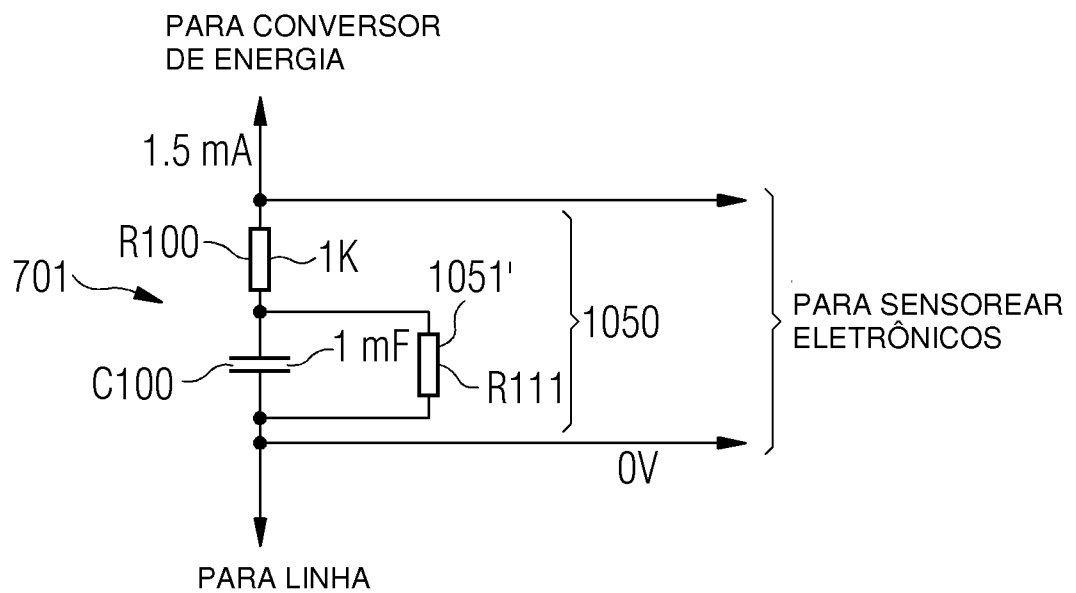 PARA CONVERSOR
DE ENERGIA
1.5 mA
R100
1K
701
1051'
1050
PARA SENSOREAR
ELETRÔNICOS
1 mF
C100
R111
0V
PARA LINHA